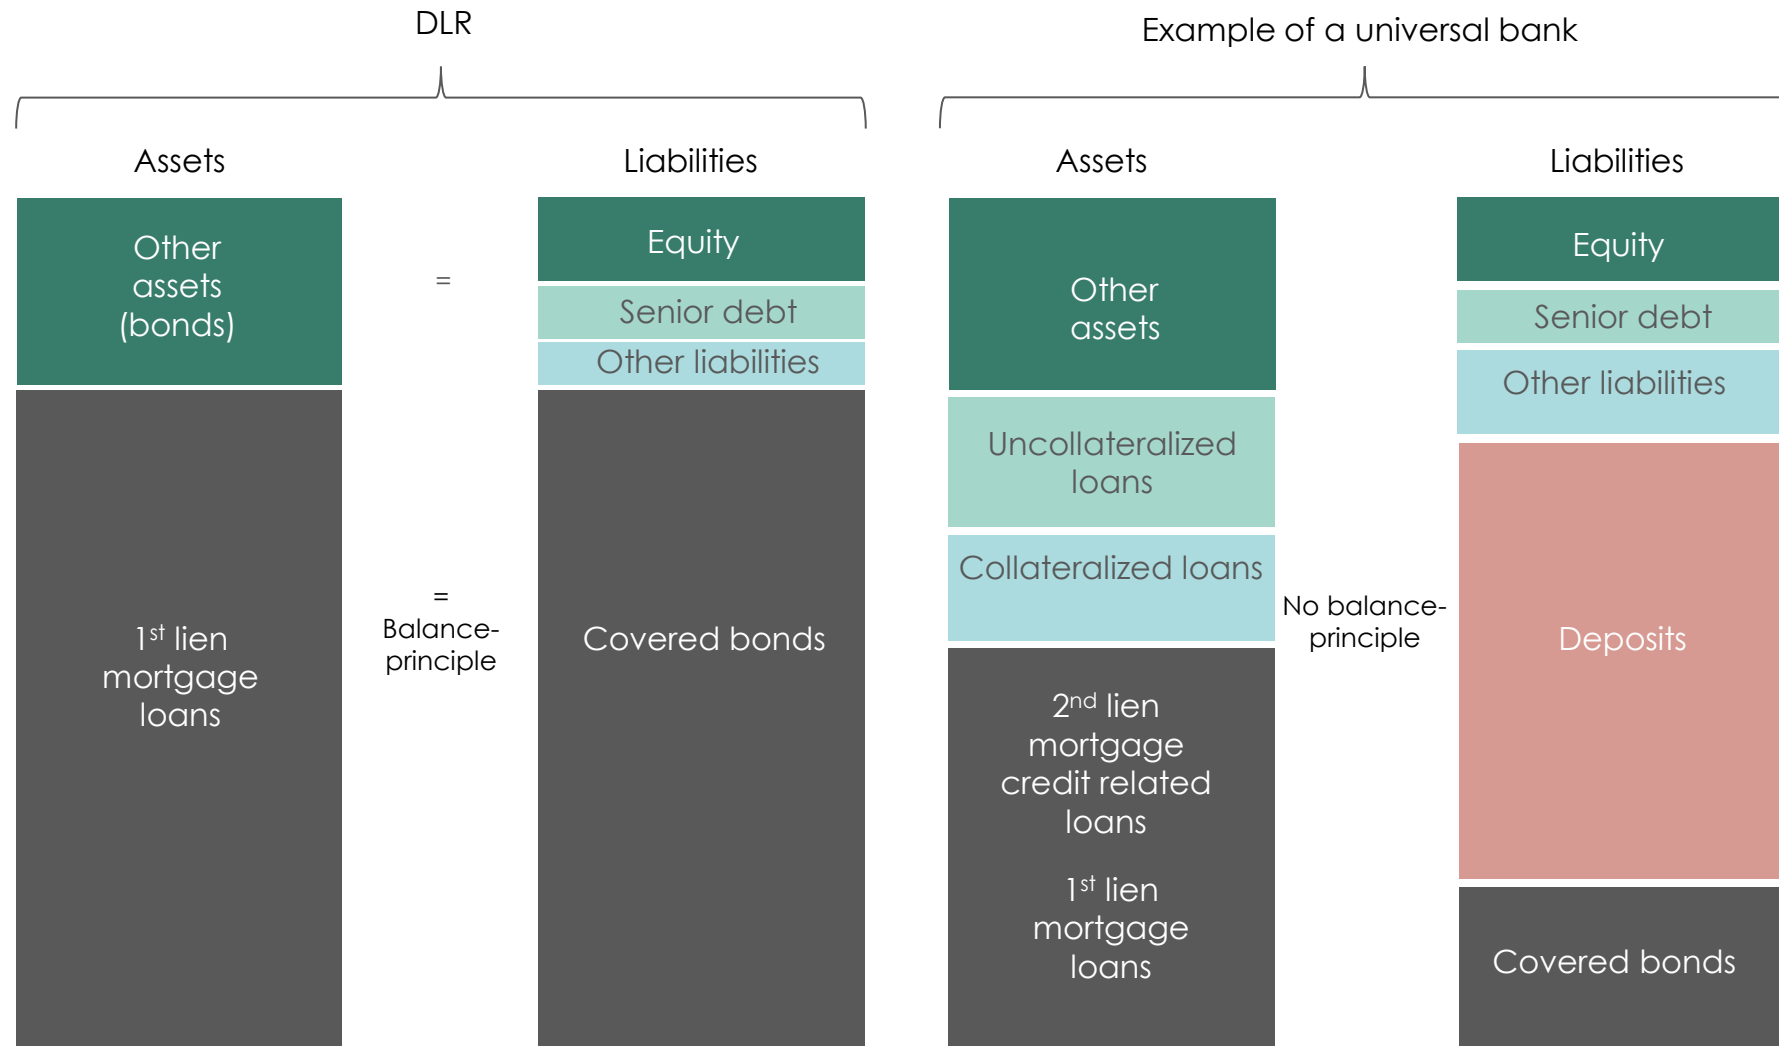 DLR
Example of a universal bank
Assets
Liabilities
Assets
Liabilities
Other
assets
(bonds)
=
Equity
Senior debt
Other liabilities
1st lien
mortgage
loans
=
Balance-
principle
Covered bonds
Other
assets
Uncollateralized
loans
Collateralized loans
2nd lien
mortgage
credit related
loans
1st lien
mortgage
loans
No balance-
principle
Equity
Senior debt
Other liabilities
Deposits
Covered bonds